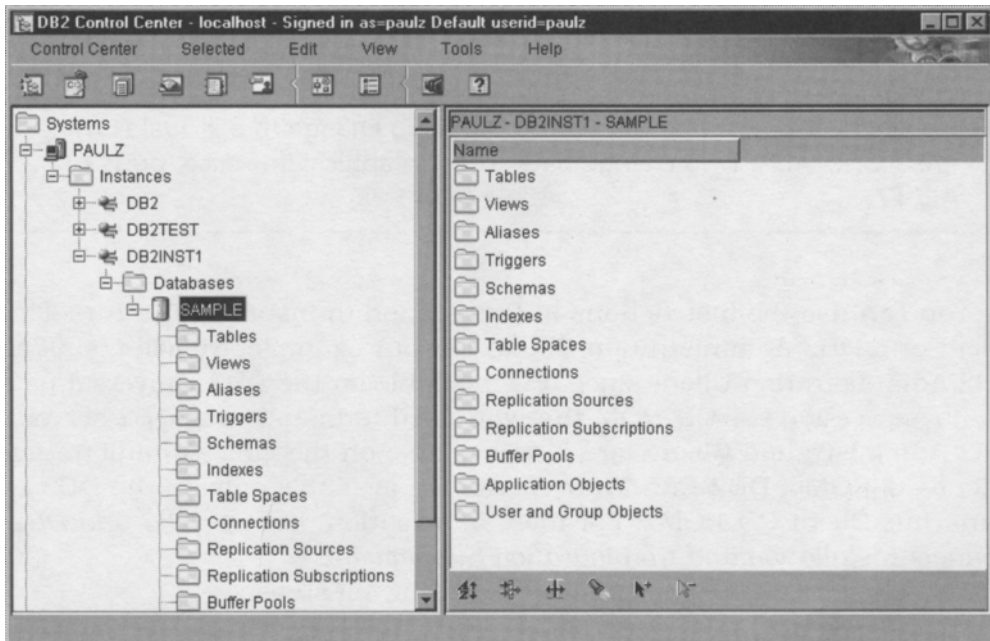 DB2 Control Center - localhost - Signed in as=paulz Default userid=paulz
Control Center Selected Edit View Tools Help
Systems
PAULZ
Instances
DB2
DB2TEST
DB2INST1
Databases
SAMPLE
Tables
Views
Aliases
Triggers
Schemas
Indexes
Table Spaces
Connections
Replication Sources
Replication Subscriptions
Buffer Pools
PAULZ - DB2INST1 - SAMPLE
Name
Tables
Views
Aliases
Triggers
Schemas
Indexes
Table Spaces
Connections
Replication Sources
Replication Subscriptions
Buffer Pools
Application Objects
User and Group Objects